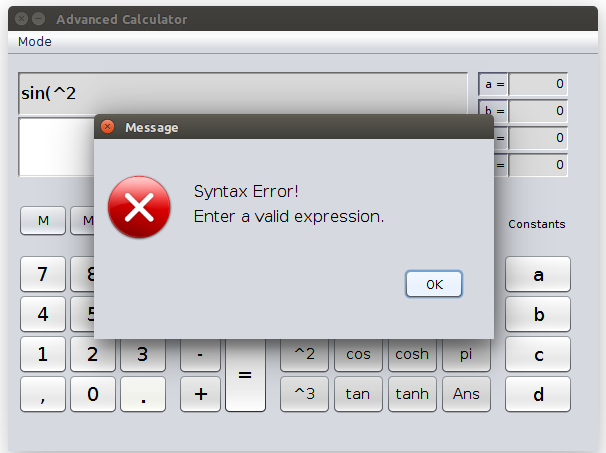 Advanced Calculator
Mode
sin(^2
a = 0
b = 0
= 0
= 0
Message
Syntax Error!
Enter a valid expression.
OK
M M Constants
7 8 a
4 5 b
1 2 3 - ^2 cos cosh pi c
= 
, 0 . + ^3 tan tanh Ans d